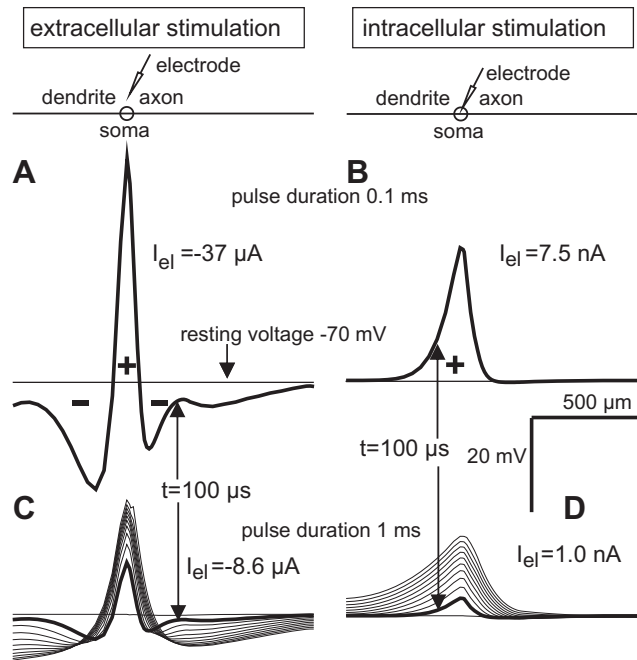 extracellular stimulation
intracellular stimulation
electrode
dendrite axon
soma
electrode
dendrite axon
soma
A
B
pulse duration 0.1 ms
I_el =-37 µA
I_el =7.5 nA
resting voltage -70 mV
+
- -
+
500 µm
20 mV
t=100 µs
t=100 µs
C
D
pulse duration 1 ms
I_el =-8.6 µA
I_el =1.0 nA